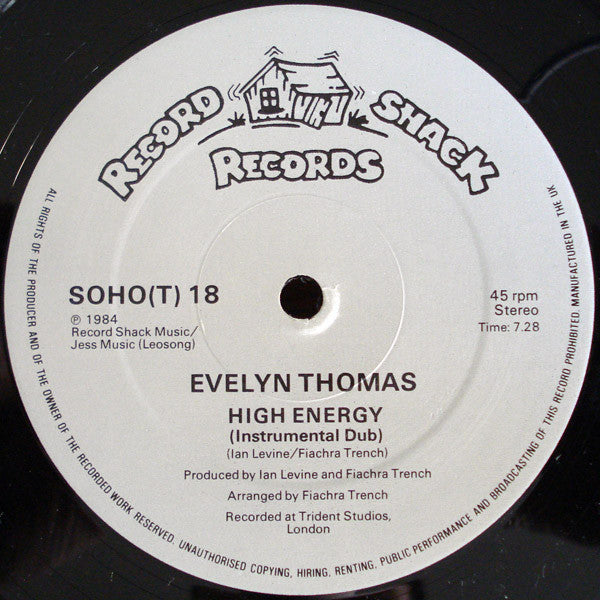 RECORD SHACK
RECORDS
SOHO(T) 18
℗ 1984
Record Shack Music/
Jess Music (Leosong)
45 rpm
Stereo
Time: 7.28
EVELYN THOMAS
HIGH ENERGY
(Instrumental Dub)
(Ian Levine/Fiachra Trench)
Produced by Ian Levine and Fiachra Trench
Arranged by Fiachra Trench
Recorded at Trident Studios,
London
ALL RIGHTS OF THE PRODUCER AND OF THE OWNER OF THE RECORDED WORK RESERVED. UNAUTHORISED COPYING, HIRING, RENTING, PUBLIC PERFORMANCE AND BROADCASTING OF THIS RECORD PROHIBITED. MANUFACTURED IN THE UK